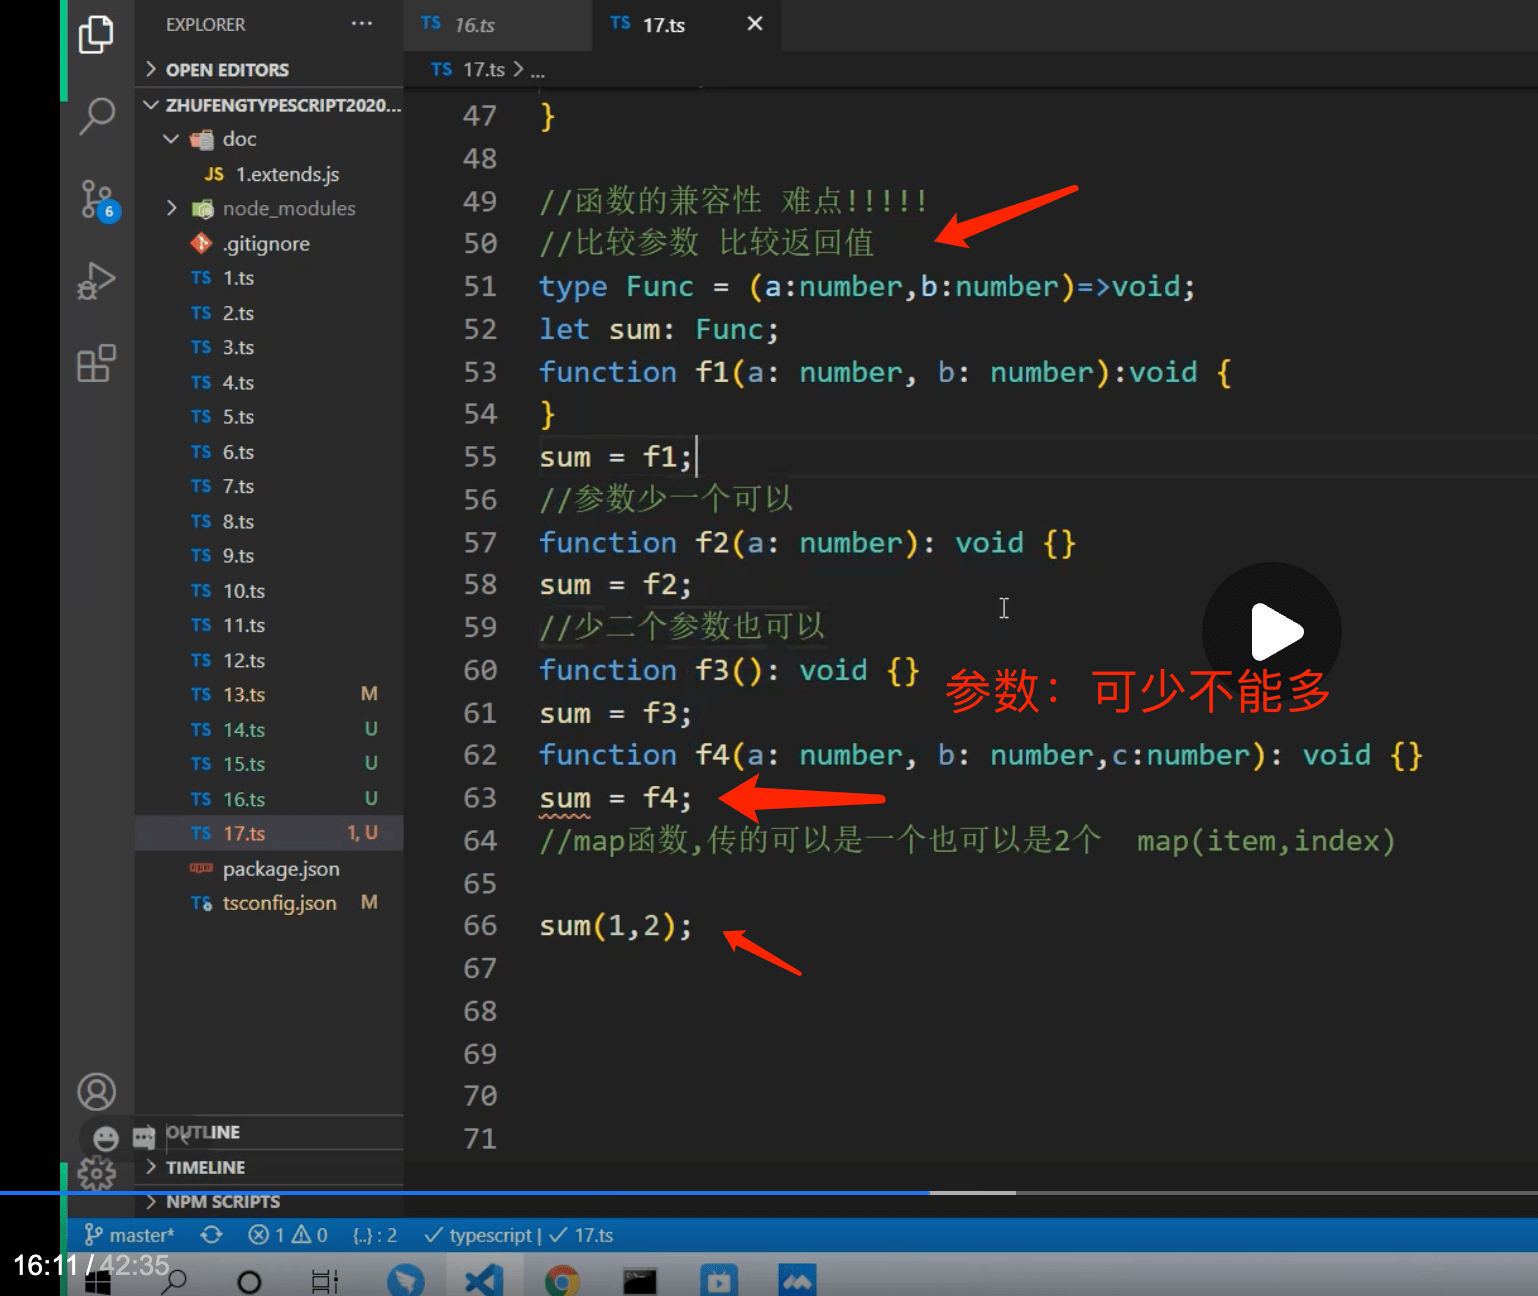 EXPLORER
OPEN EDITORS
ZHUFENGTYPESCRIPT2020...
doc
JS 1.extends.js
node_modules
.gitignore
TS 1.ts
TS 2.ts
TS 3.ts
TS 4.ts
TS 5.ts
TS 6.ts
TS 7.ts
TS 8.ts
TS 9.ts
TS 10.ts
TS 11.ts
TS 12.ts
TS 13.ts M
TS 14.ts U
TS 15.ts U
TS 16.ts U
TS 17.ts 1, U
package.json
TS tsconfig.json M
OUTLINE
TIMELINE
NPM SCRIPTS
6
TS 16.ts
TS 17.ts
TS 17.ts > ...
47 }
48
49 //函数的兼容性 难点!!!!!
50 //比较参数 比较返回值
51 type Func = (a:number,b:number)=>void;
52 let sum: Func;
53 function f1(a: number, b: number):void {
54 }
55 sum = f1;
56 //参数少一个可以
57 function f2(a: number): void {}
58 sum = f2;
59 //少二个参数也可以
60 function f3(): void {}
参数：可少不能多
61 sum = f3;
62 function f4(a: number, b: number,c:number): void {}
63 sum = f4;
64 //map函数,传的可以是一个也可以是2个 map(item,index)
65
66 sum(1,2);
67
68
69
70
71
master* 1 0 {..} : 2 typescript | 17.ts
16:11 / 42:35